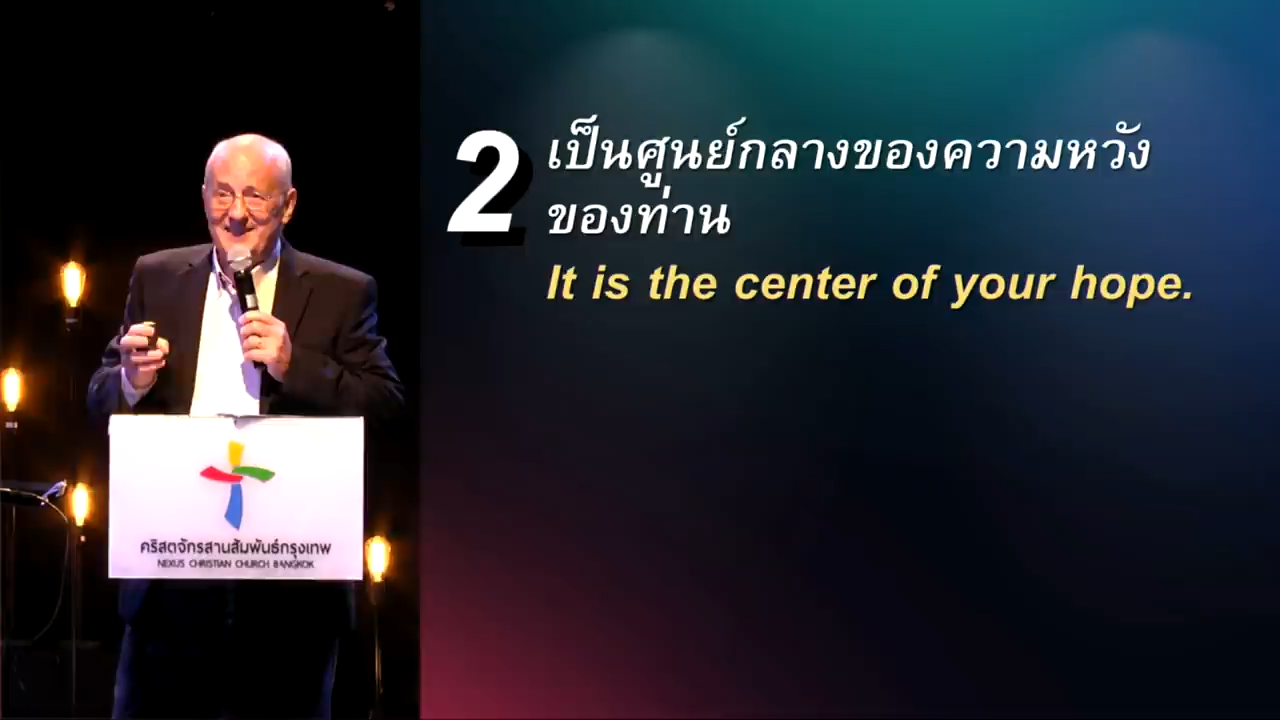 2
เป็นศูนย์กลางของความหวัง
ของท่าน
It is the center of your hope.
คริสตจักรสานสัมพันธ์กรุงเทพ
NEXUS CHRISTIAN CHURCH BANGKOK